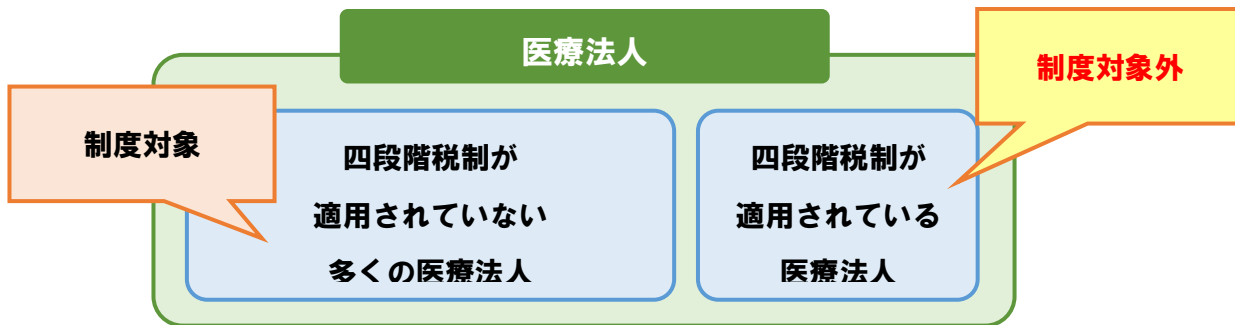 医療法人
制度対象外
制度対象
四段階税制が
適用されていない
多くの医療法人
四段階税制が
適用されている
医療法人